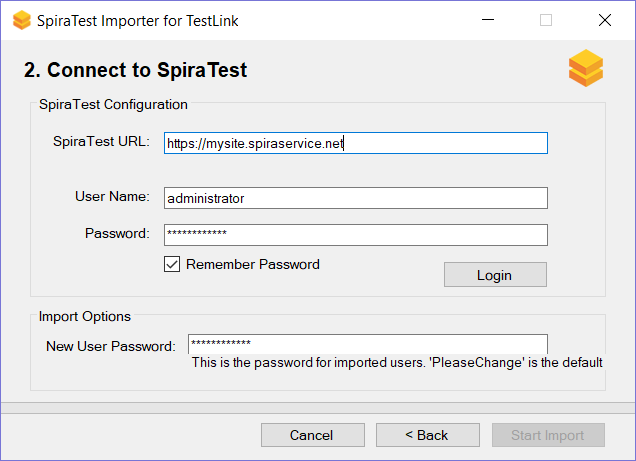 SpiraTest Importer for TestLink
2. Connect to SpiraTest
SpiraTest Configuration
SpiraTest URL: https://mysite.spiraservice.net
User Name: administrator
Password: ************
Remember Password
Login
Import Options
New User Password: ************
This is the password for imported users. 'PleaseChange' is the default
Cancel < Back Start Import